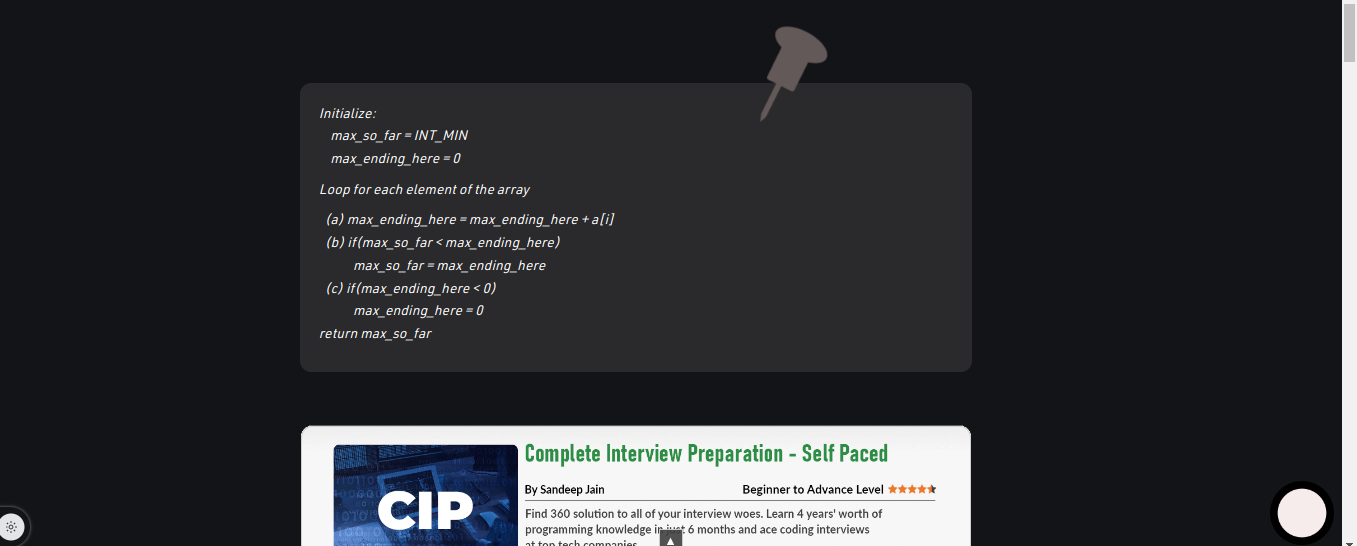 Initialize:
max_so_far = INT_MIN
max_ending_here = 0
Loop for each element of the array
(a) max_ending_here = max_ending_here + a[i]
(b) if(max_so_far < max_ending_here)
max_so_far = max_ending_here
(c) if(max_ending_here < 0)
max_ending_here = 0
return max_so_far
Complete Interview Preparation - Self Paced
CIP
By Sandeep Jain Beginner to Advance Level
Find 360 solution to all of your interview woes. Learn 4 years' worth of
programming knowledge in just 6 months and ace coding interviews
at top tech companies